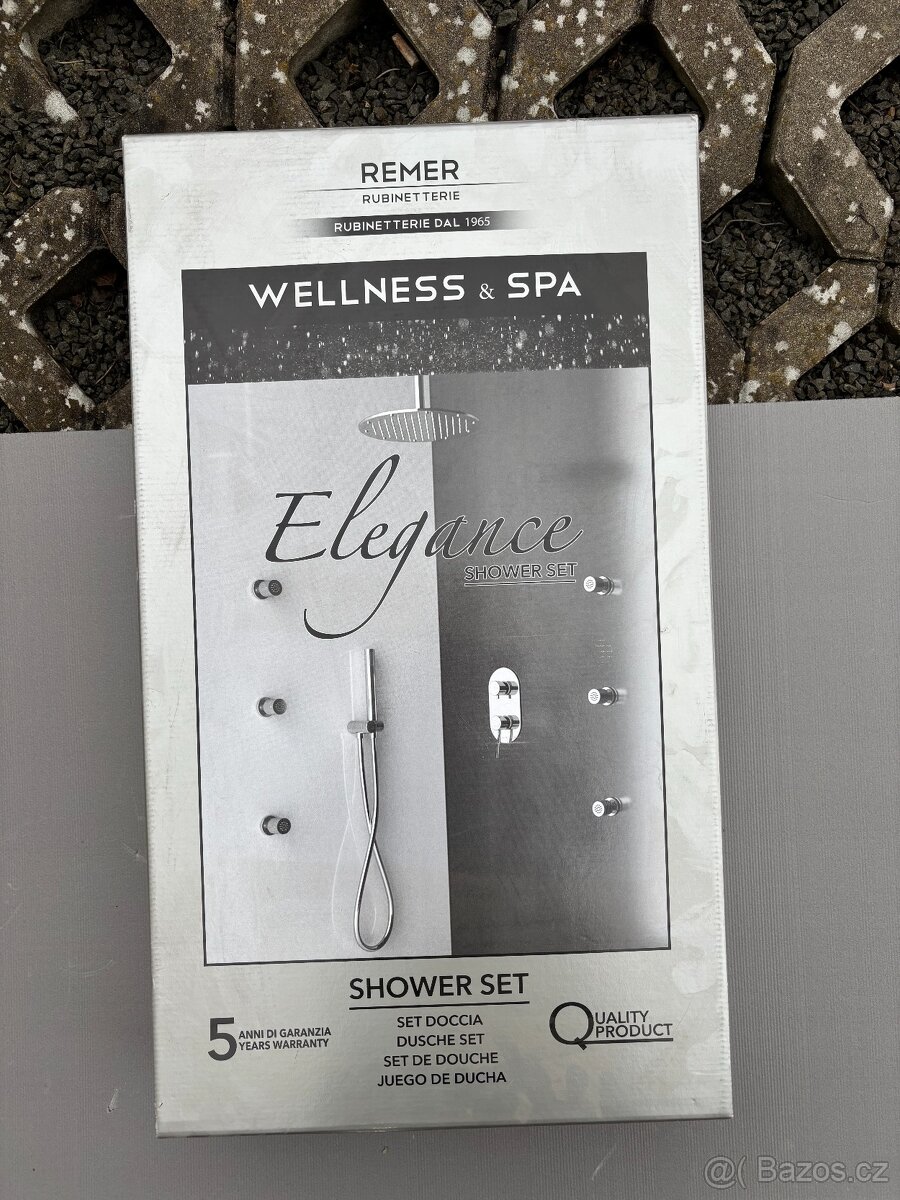 REMER
RUBINETTERIE
RUBINETTERIE DAL 1965
WELLNESS & SPA
Elegance
SHOWER SET
SHOWER SET
SET DOCCIA
DUSCHE SET
SET DE DOUCHE
JUEGO DE DUCHA
5 ANNI DI GARANZIA
YEARS WARRANTY
QUALITY
PRODUCT
@( Bazos.cz